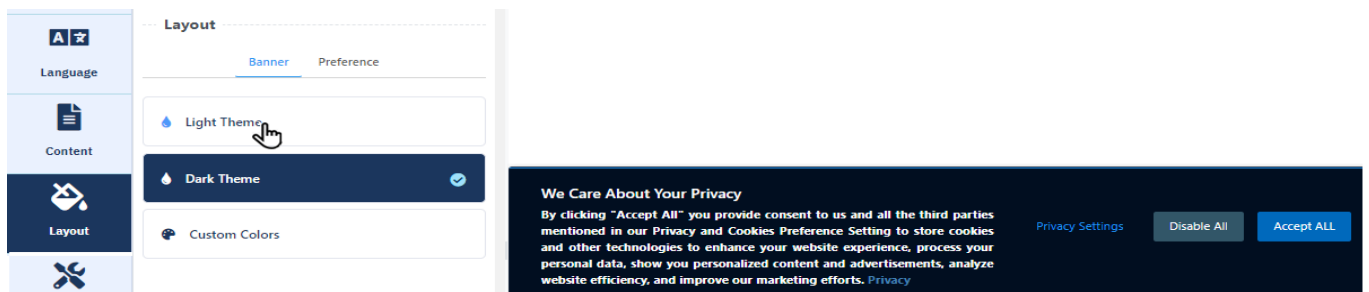 A 文
Language
Content
Layout
Layout
Banner Preference
Light Theme
Dark Theme
Custom Colors
We Care About Your Privacy
By clicking "Accept All" you provide consent to us and all the third parties
mentioned in our Privacy and Cookies Preference Setting to store cookies
and other technologies to enhance your website experience, process your
personal data, show you personalized content and advertisements, analyze
website efficiency, and improve our marketing efforts. Privacy
Privacy Settings
Disable All
Accept ALL